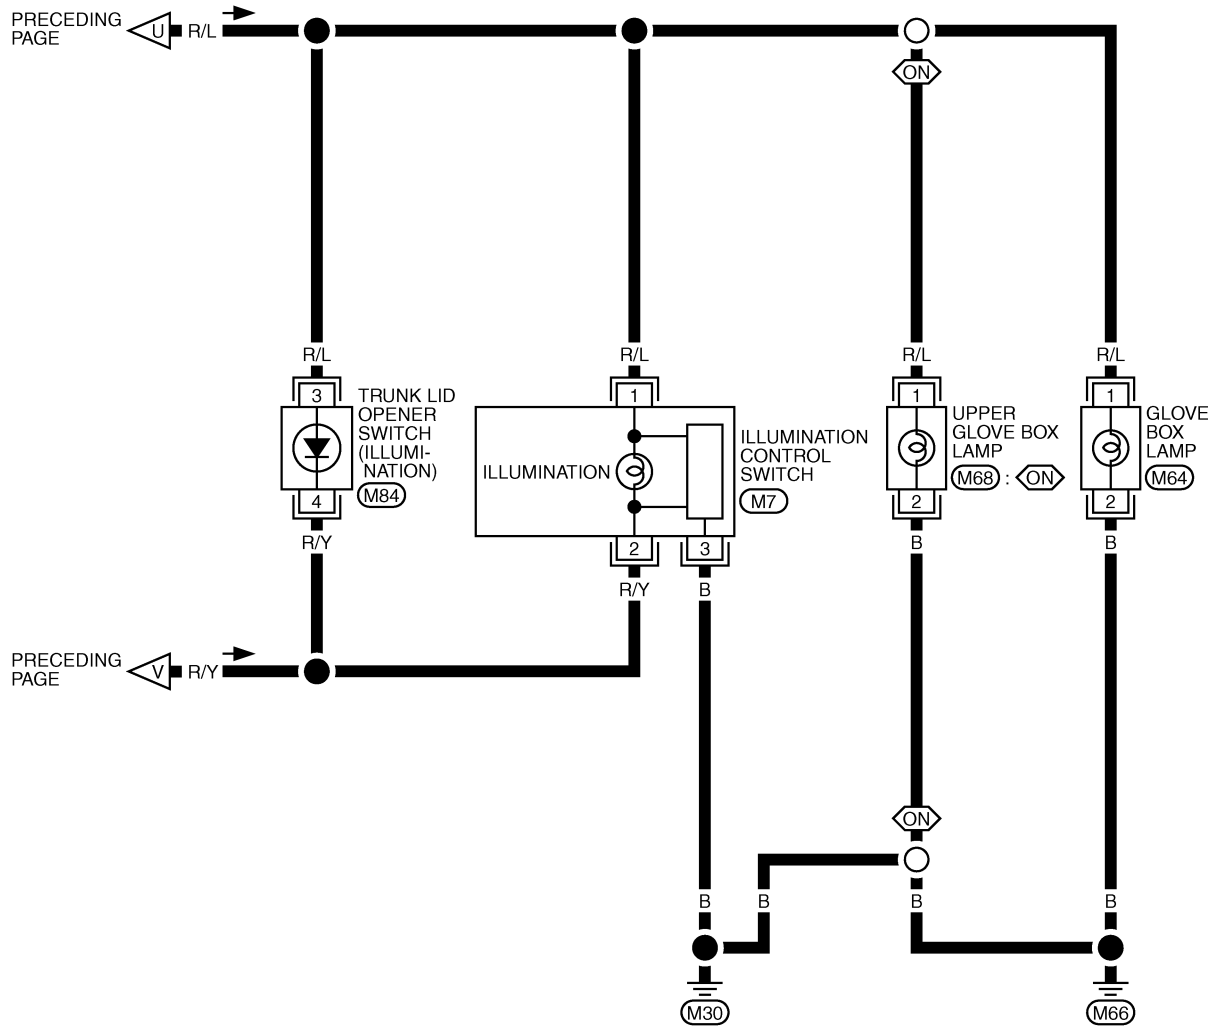 PRECEDING
PAGE
U
R/L
ON
R/L
R/L
R/L
R/L
3
1
1
1
TRUNK LID
OPENER
SWITCH
(ILLUMI-
NATION)
M84
4
R/Y
ILLUMINATION
ILLUMINATION
CONTROL
SWITCH
M7
2
3
R/Y
B
UPPER
GLOVE BOX
LAMP
M68 : ON
2
B
GLOVE
BOX
LAMP
M64
2
B
PRECEDING
PAGE
V
R/Y
ON
B
B
B
B
M30
M66